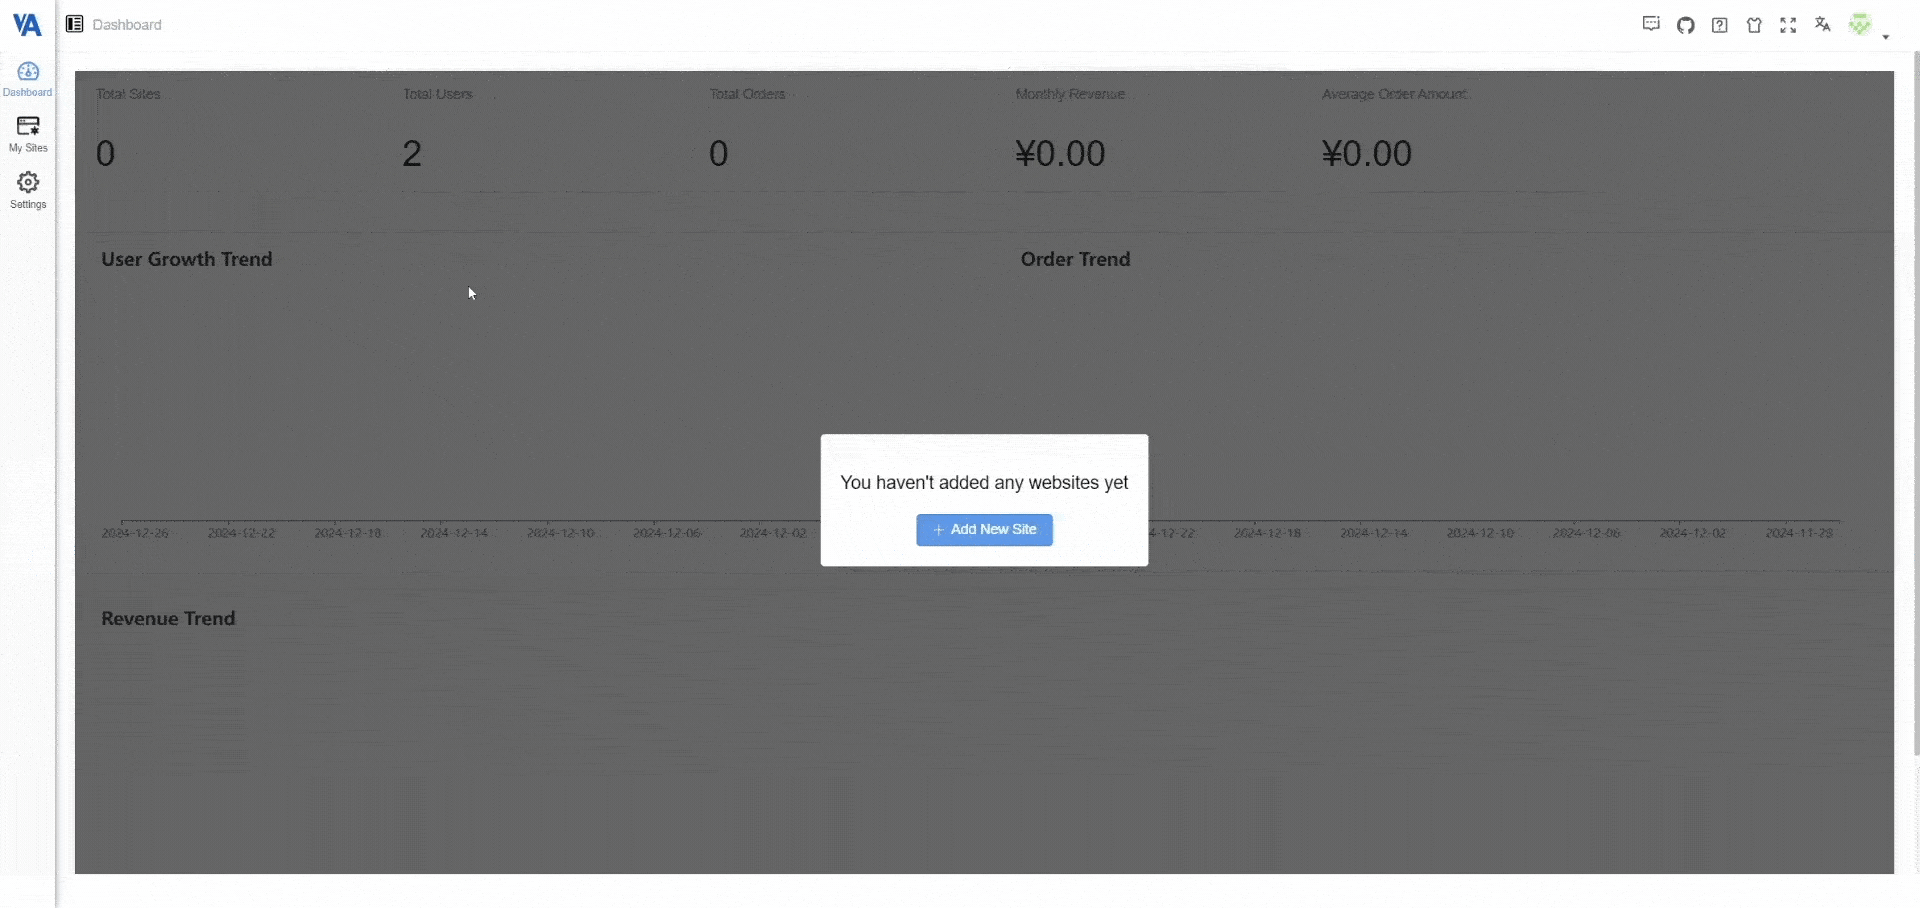 VA
Dashboard
Dashboard
My Sites
Settings
Total Sites
Total Users
Total Orders
Monthly Revenue
Average Order Amount
0
2
0
¥0.00
¥0.00
User Growth Trend
Order Trend
You haven't added any websites yet
+ Add New Site
2024-12-26 2024-12-22 2024-12-18 2024-12-14 2024-12-10 2024-12-06 2024-12-02
4-12-22 2024-12-18 2024-12-14 2024-12-10 2024-12-06 2024-12-02 2024-11-28
Revenue Trend